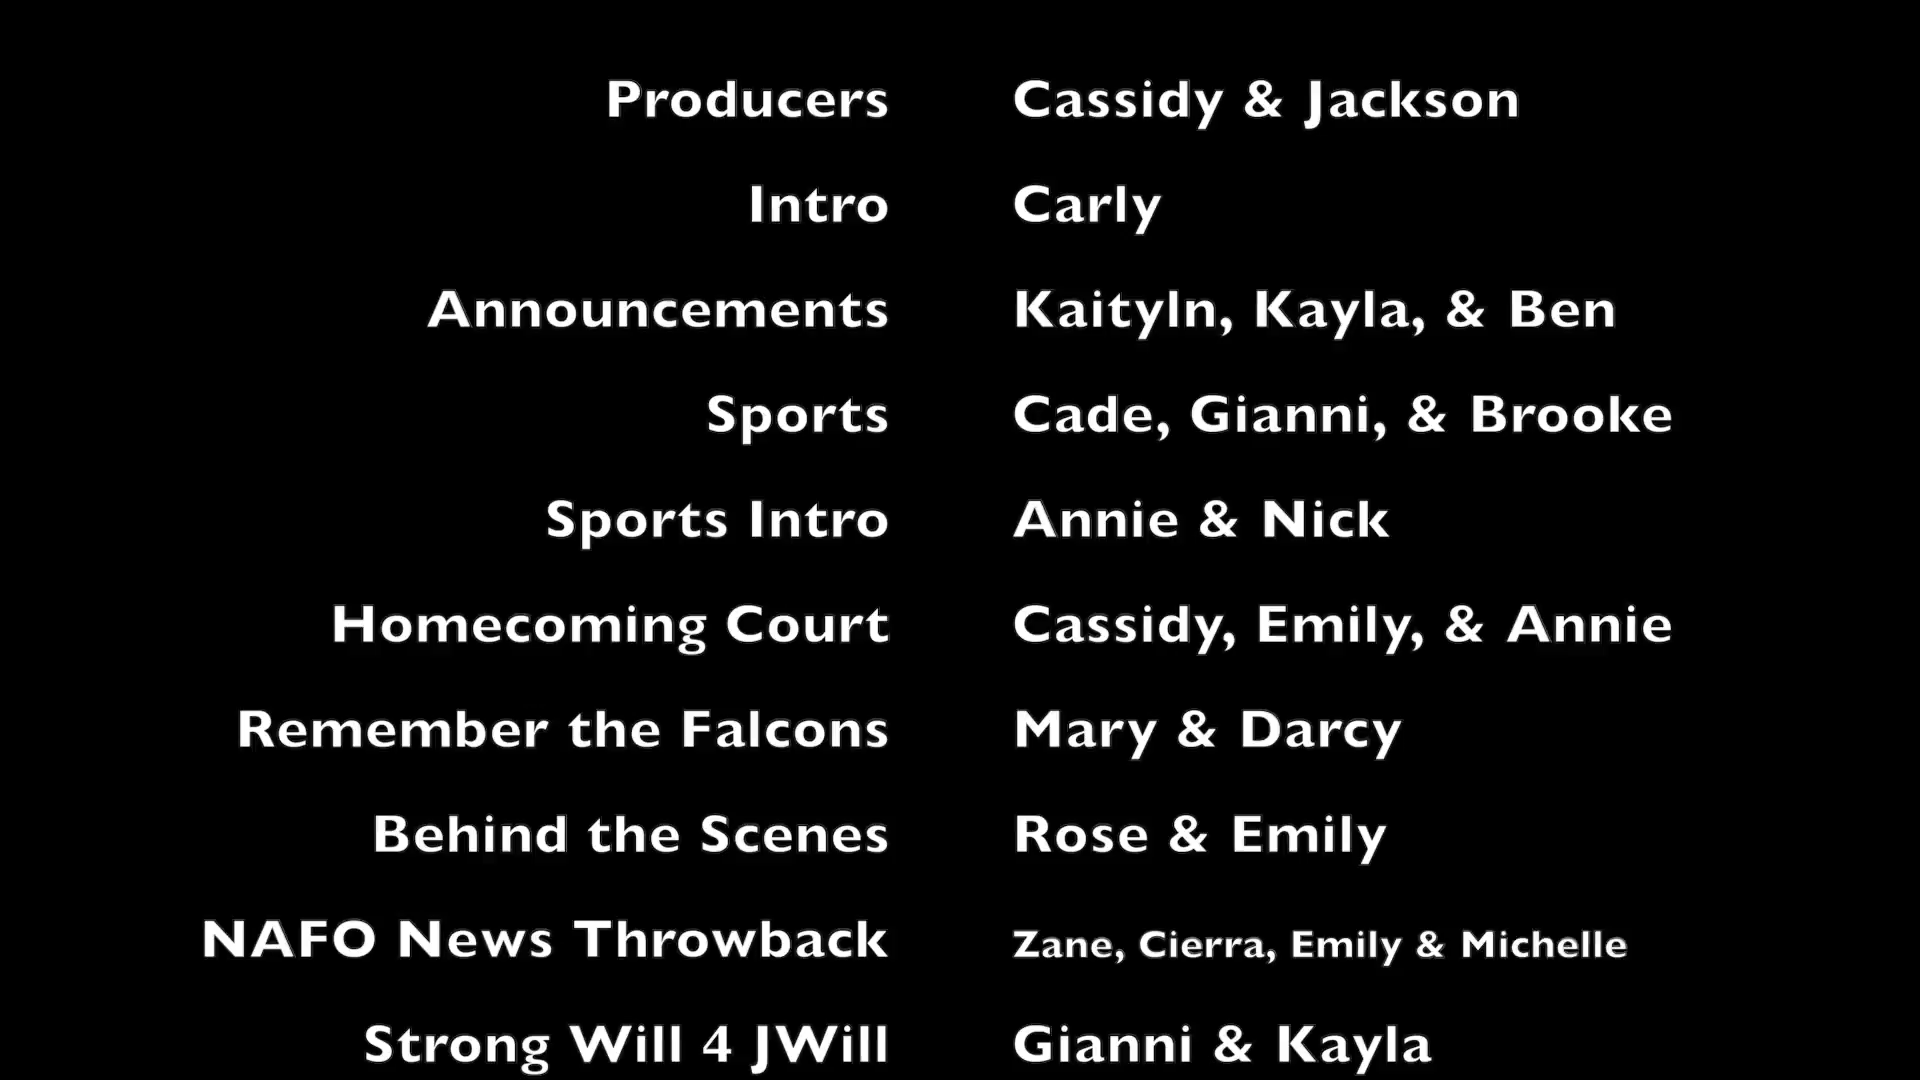 Producers Cassidy & Jackson
Intro Carly
Announcements Kaityln, Kayla, & Ben
Sports Cade, Gianni, & Brooke
Sports Intro Annie & Nick
Homecoming Court Cassidy, Emily, & Annie
Remember the Falcons Mary & Darcy
Behind the Scenes Rose & Emily
NAFO News Throwback Zane, Cierra, Emily & Michelle
Strong Will 4 JWill Gianni & Kayla